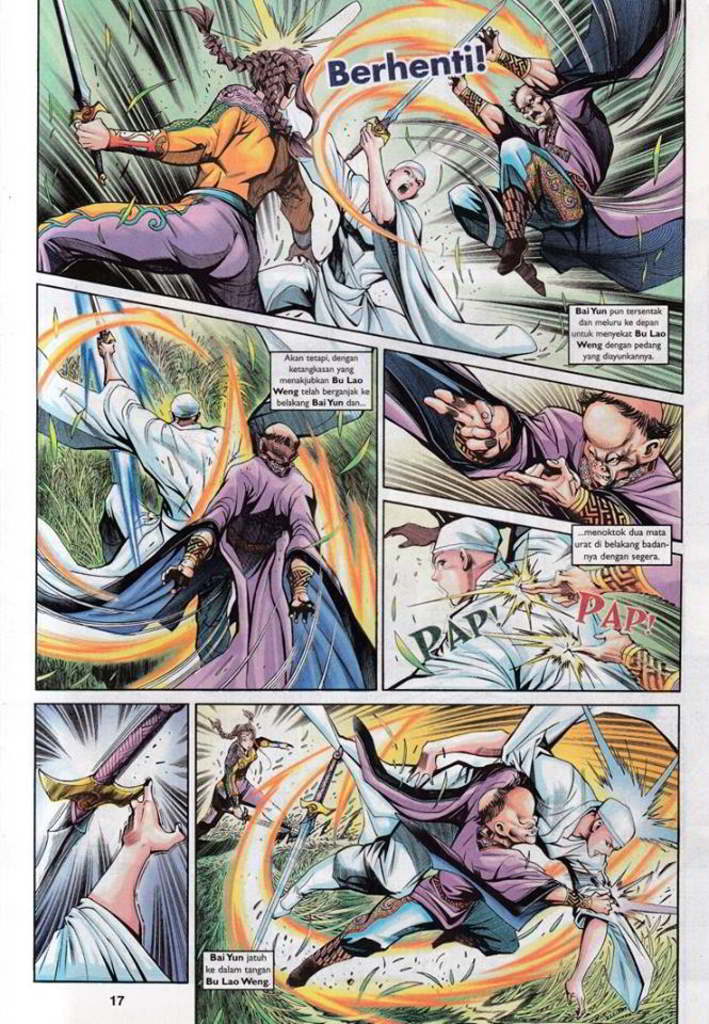 Berhenti!
Bai Yun pun tersentak
dan meluru ke depan
untuk menyekat Bu Lao
Weng dengan pedang
yang diayunkannya.
Akan tetapi, dengan
ketangkasan yang
menakjubkan Bu Lao
Weng telah berganjak ke
belakang Bai Yun dan...
...menotok dua mata
urat di belakang badan-
nya dengan segera.
PAP!
PAP!
Bai Yun jatuh
ke dalam tangan
Bu Lao Weng.
17